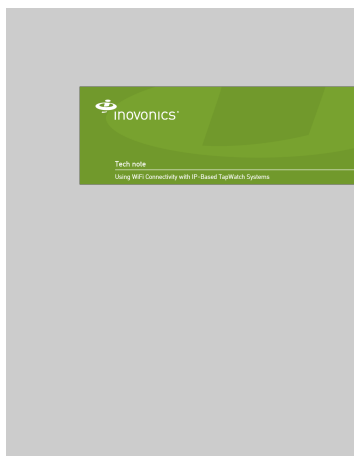 inovonics®
Tech note
Using WiFi Connectivity with IP-Based TapWatch Systems